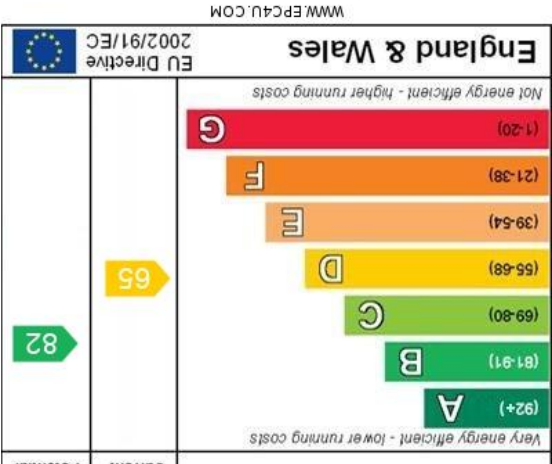 Very energy efficient - lower running costs
(92+) A
(81-91) B
(69-80) C
(55-68) D
(39-54) E
(21-38) F
(1-20) G
Not energy efficient - higher running costs
65
82
England & Wales
EU Directive
2002/91/EC
WWW.EPC4U.COM